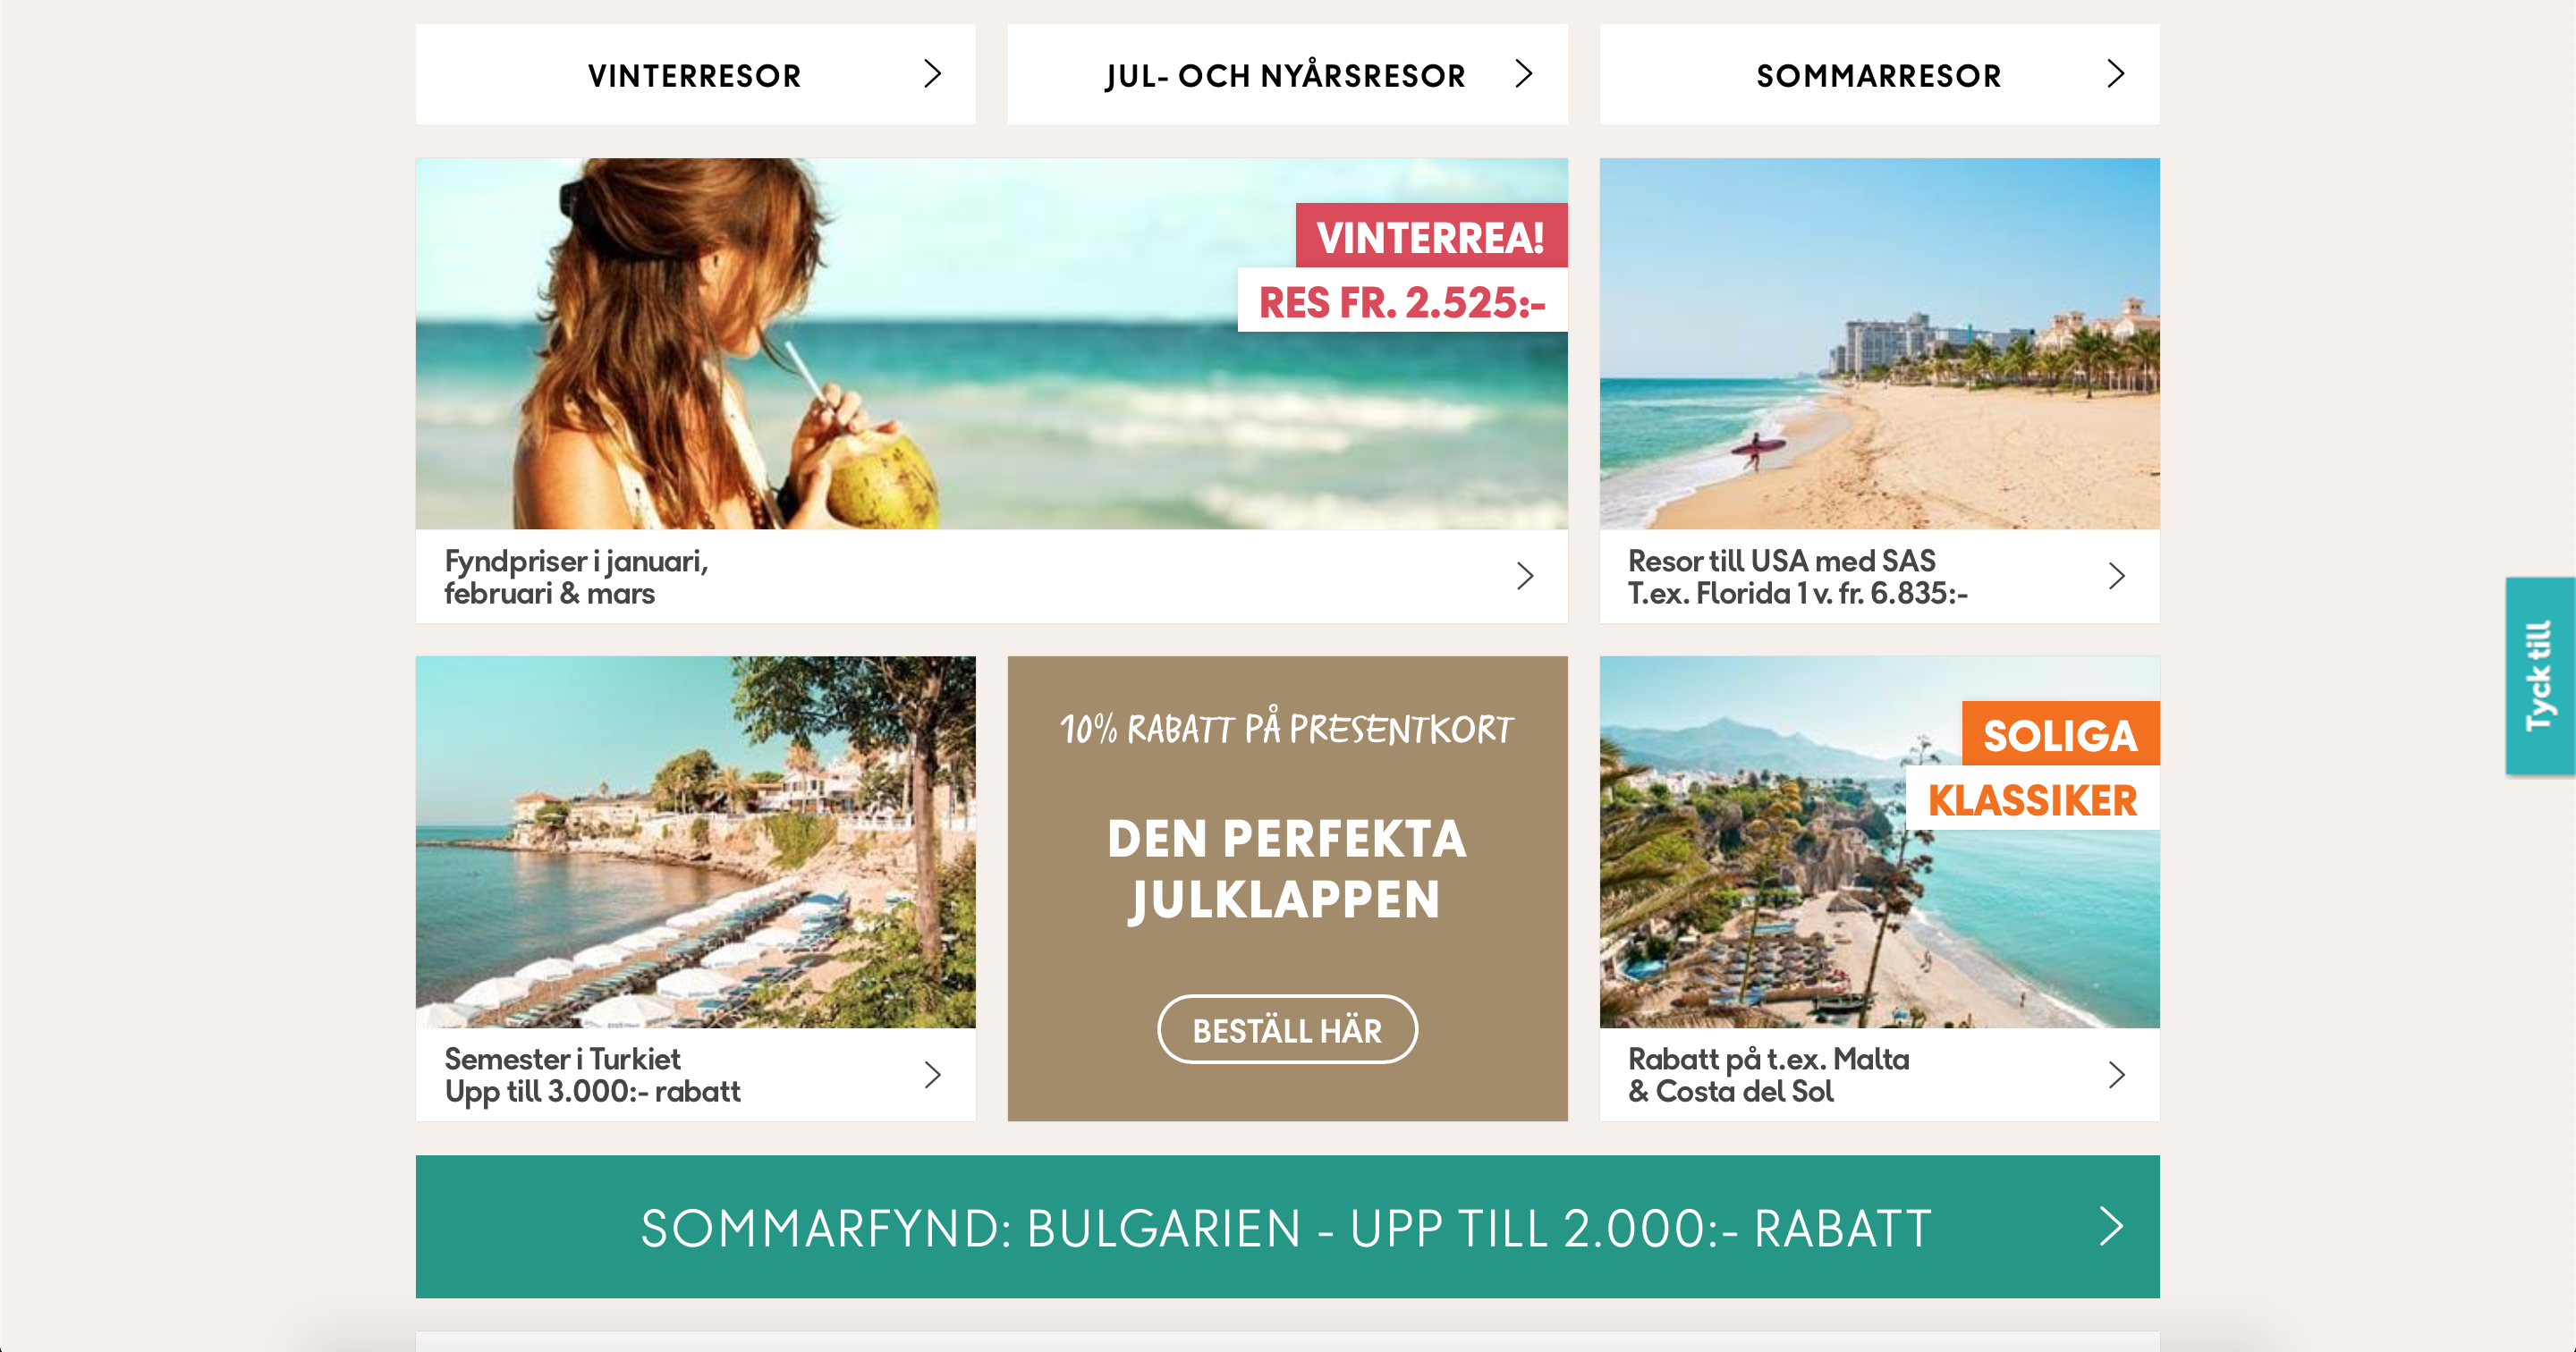 VINTERRESOR
JUL- OCH NYÅRSRESOR
SOMMARRESOR
VINTERREA!
RES FR. 2.525:-
Fyndpriser i januari,
februari & mars
Resor till USA med SAS
T.ex. Florida 1 v. fr. 6.835:-
Tyck till
Semester i Turkiet
Upp till 3.000:- rabatt
10% RABATT PÅ PRESENTKORT
DEN PERFEKTA
JULKLAPPEN
BESTÄLL HÄR
SOLIGA
KLASSIKER
Rabatt på t.ex. Malta
& Costa del Sol
SOMMARFYND: BULGARIEN - UPP TILL 2.000:- RABATT